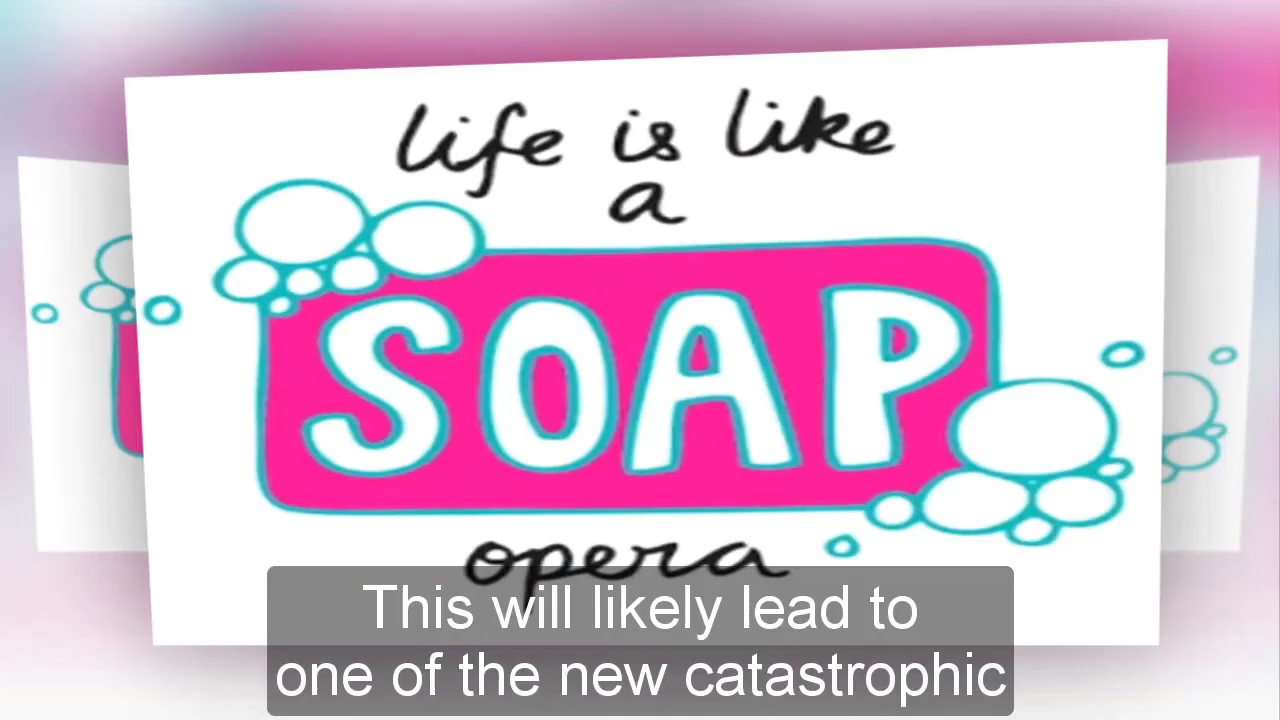 life is like
a
SOAP
opera
This will likely lead to
one of the new catastrophic